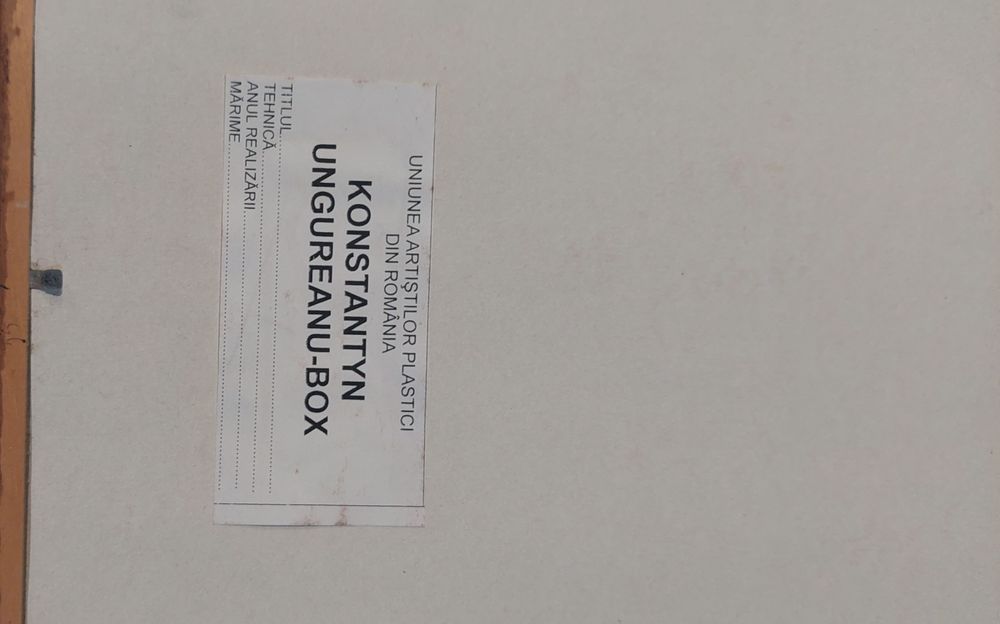 UNIUNEA ARTIŞTILOR PLASTICI
DIN ROMÂNIA
KONSTANTYN
UNGUREANU-BOX
TITLUL
TEHNICĂ
ANUL REALIZĂRII
MĂRIME